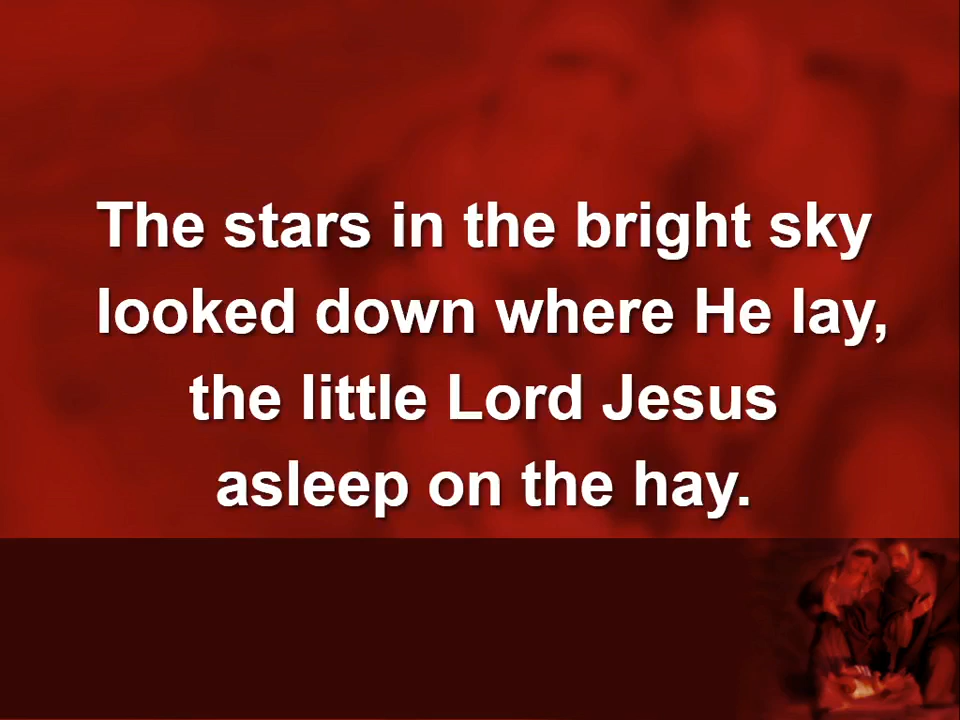 The stars in the bright sky
looked down where He lay,
the little Lord Jesus
asleep on the hay.